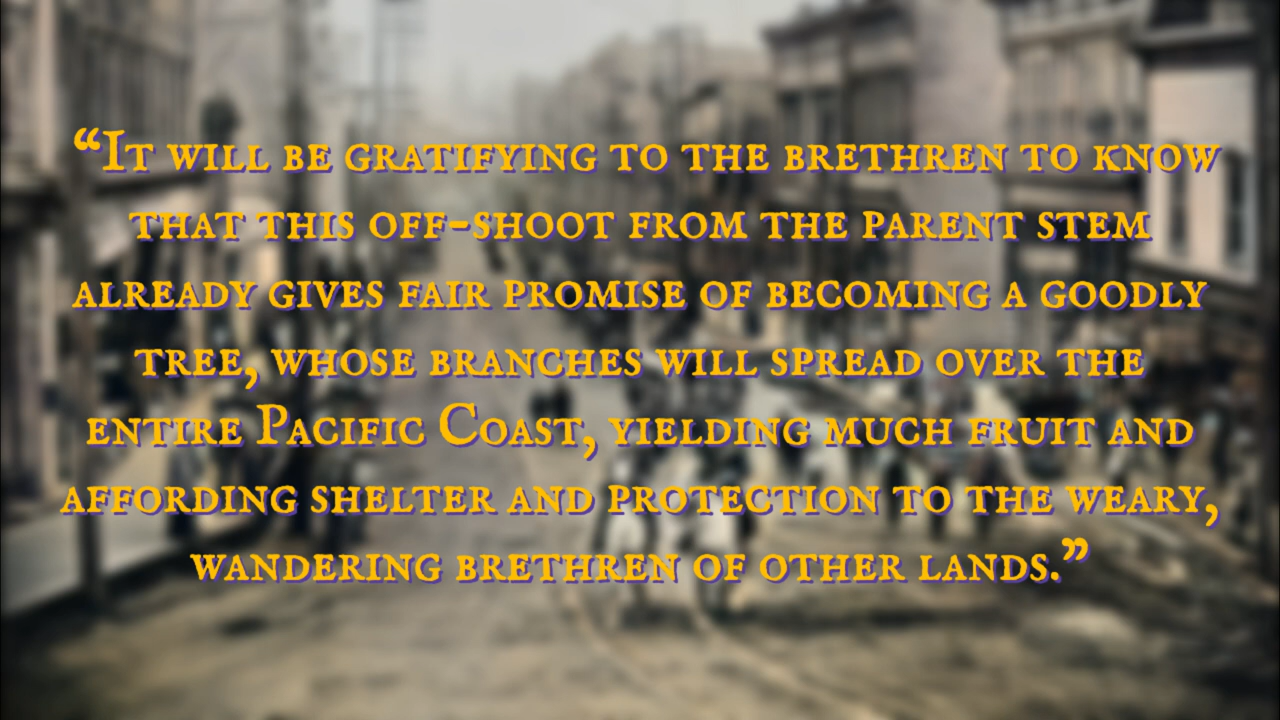 “It will be gratifying to the brethren to know
that this off-shoot from the parent stem
already gives fair promise of becoming a goodly
tree, whose branches will spread over the
entire Pacific Coast, yielding much fruit and
affording shelter and protection to the weary,
wandering brethren of other lands.”